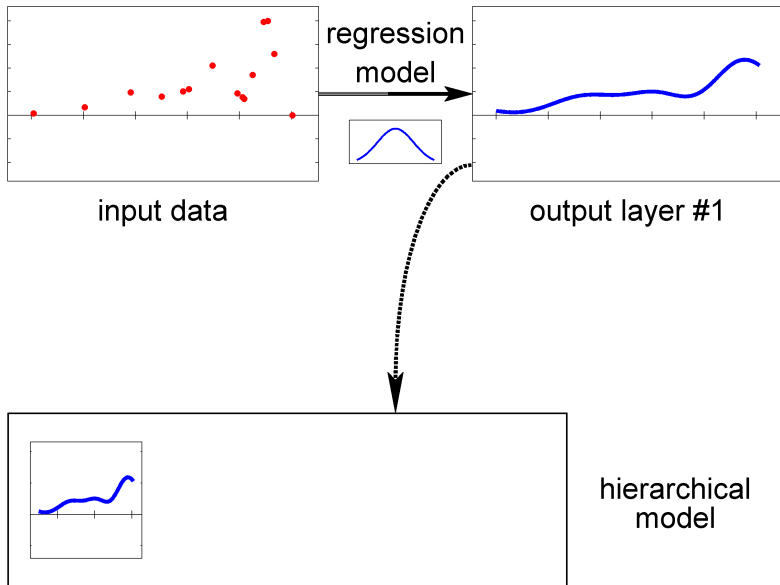 regression
model
input data
output layer #1
hierarchical
model